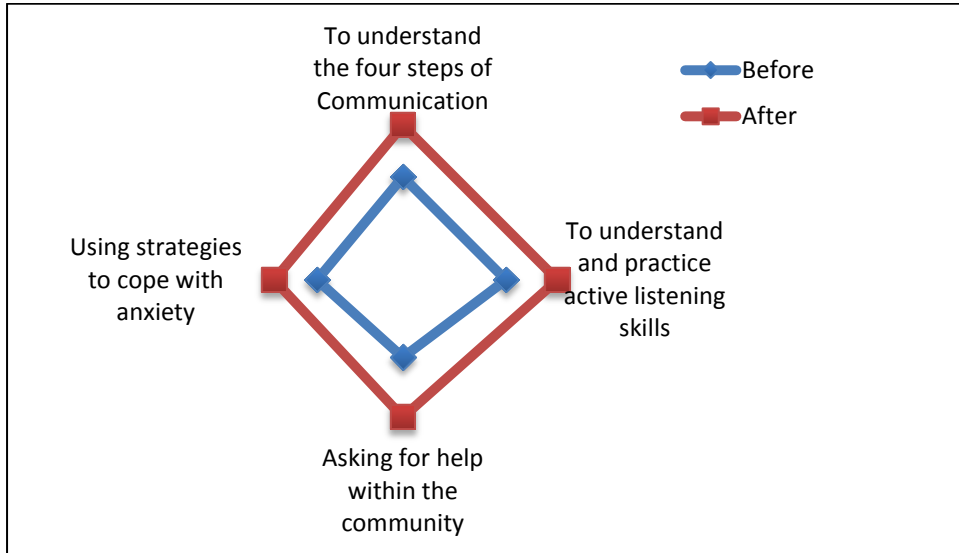 To understand
the four steps of
Communication
Before
After
Using strategies
to cope with
anxiety
To understand
and practice
active listening
skills
Asking for help
within the
community